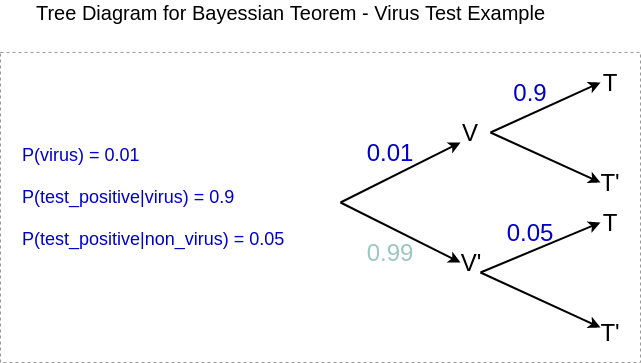 Tree Diagram for Bayessian Teorem - Virus Test Example
T
0.9
V
0.01
P(virus) = 0.01
T'
P(test_positive|virus) = 0.9
T
0.05
P(test_positive|non_virus) = 0.05
0.99
V'
T'